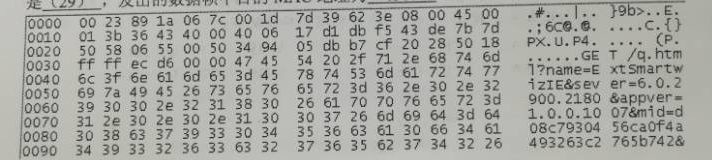 是(29),发出的数据帧
0000 00 23 89 1a 06 7c 00 1d 7d 39 62 3e 08 00 45 00 .#...|.. }9b>..E.
0010 01 3b 36 43 40 00 40 06 17 d1 db f5 43 de 7b 7d .;6C@.@. ....C.{}
0020 50 58 06 55 00 50 34 94 05 db b7 cf 20 28 50 18 PX.U.P4. .... (P.
0030 ff ff ec d6 00 00 47 45 54 20 2f 71 2e 68 74 6d ......GE T /q.htm
0040 6c 3f 6e 61 6d 65 3d 45 78 74 53 6d 61 72 74 77 l?name=E xtSmartw
0050 69 7a 49 45 26 73 65 76 65 72 3d 36 2e 30 2e 32 izIE&sev er=6.0.2
0060 39 30 30 2e 32 31 38 30 26 61 70 70 76 65 72 3d 900.2180 &appver=
0070 31 2e 30 2e 30 2e 31 30 30 37 26 6d 69 64 3d 64 1.0.0.10 07&mid=d
0080 30 38 63 37 39 33 30 34 35 36 63 61 30 66 34 61 08c79304 56ca0f4a
0090 34 39 33 32 36 33 63 32 37 36 35 62 37 34 32 26 493263c2 765b742&